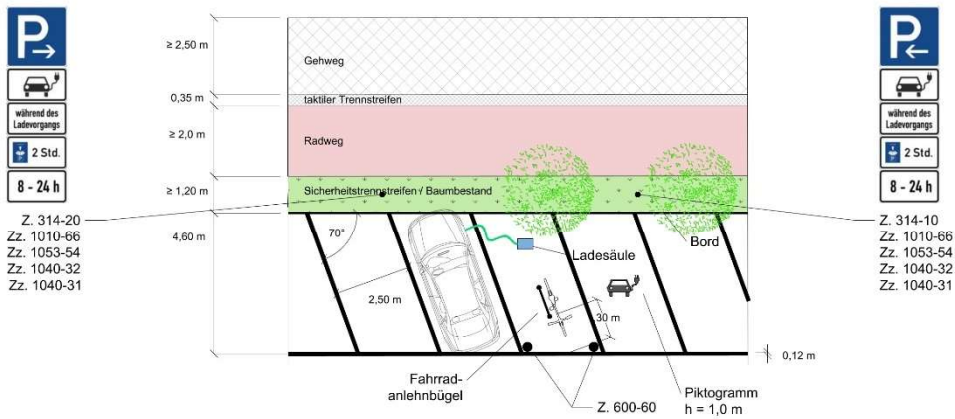 P
während des
Ladevorgangs
2 Std.
8 - 24 h
Z. 314-20
Zz. 1010-66
Zz. 1053-54
Zz. 1040-32
Zz. 1040-31
≥ 2,50 m
0,35 m
≥ 2,0 m
≥ 1,20 m
4,60 m
Gehweg
taktiler Trennstreifen
Radweg
Sicherheitstrennstreifen / Baumbestand
70°
2,50 m
Ladesäule
Bord
30 m
Fahrrad-
anlehnbügel
Z. 600-60
Piktogramm
h = 1,0 m
0,12 m
P
während des
Ladevorgangs
2 Std.
8 - 24 h
Z. 314-10
Zz. 1010-66
Zz. 1053-54
Zz. 1040-32
Zz. 1040-31